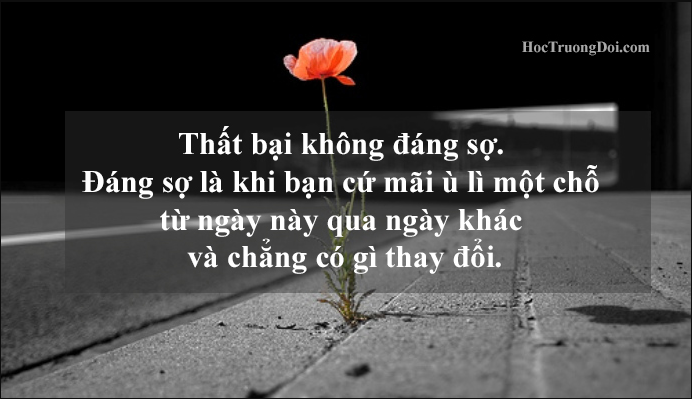 HocTruongDoi.com
Thất bại không đáng sợ.
Đáng sợ là khi bạn cứ mãi ù lì một chỗ
từ ngày này qua ngày khác
và chẳng có gì thay đổi.